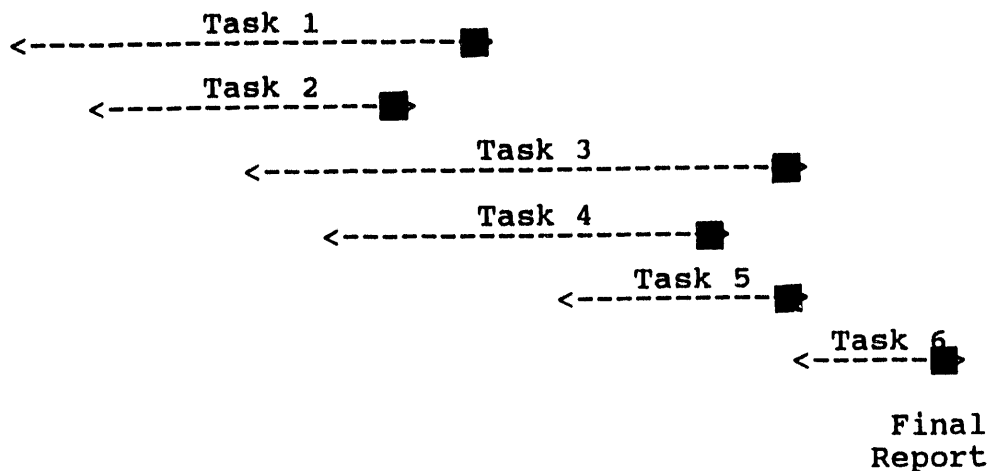 Task 1
Task 2
Task 3
Task 4
Task 5
Task 6
Final
Report